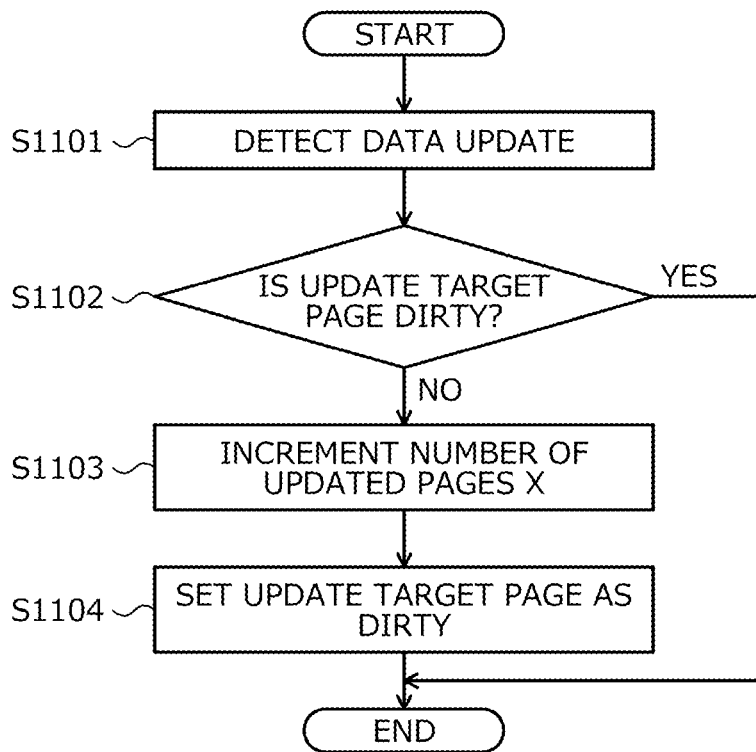 START
S1101
DETECT DATA UPDATE
S1102
IS UPDATE TARGET
PAGE DIRTY?
YES
NO
S1103
INCREMENT NUMBER OF
UPDATED PAGES X
S1104
SET UPDATE TARGET PAGE AS
DIRTY
END